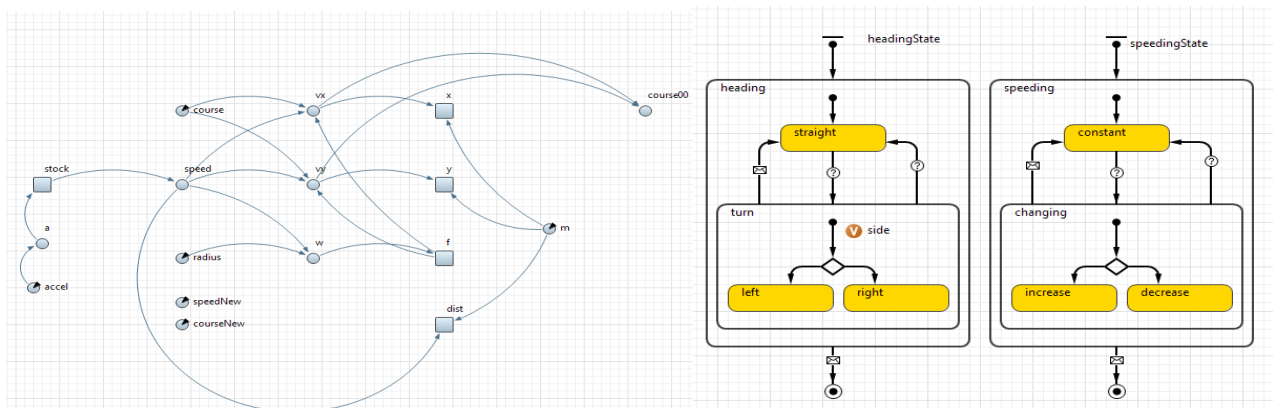 vx
x
course00
course
stock
speed
vy
y
a
m
w
f
radius
accel
speedNew
courseNew
dist
headingState
heading
straight
?
?
turn
V side
left
right
speedingState
speeding
constant
?
?
changing
increase
decrease